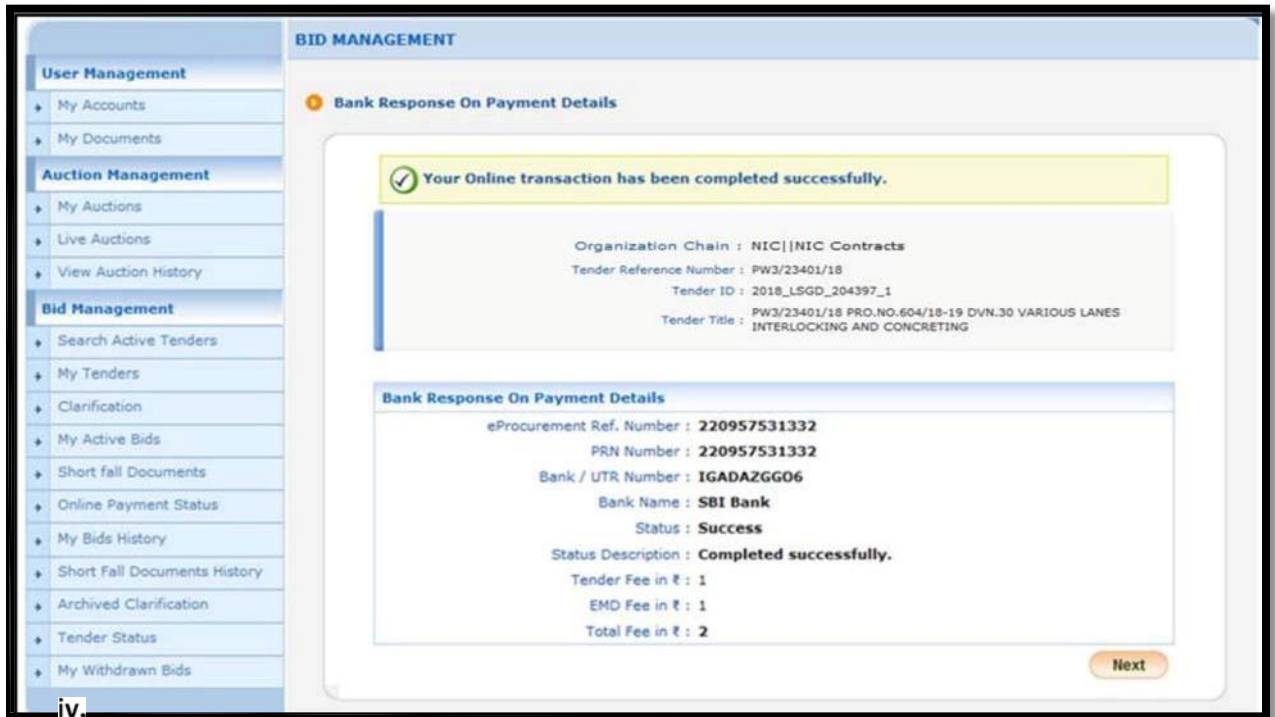 BID MANAGEMENT
User Management
My Accounts
My Documents
Auction Management
My Auctions
Live Auctions
View Auction History
Bid Management
Search Active Tenders
My Tenders
Clarification
My Active Bids
Short fall Documents
Online Payment Status
My Bids History
Short Fall Documents History
Archived Clarification
Tender Status
My Withdrawn Bids
iv.
Bank Response On Payment Details
Your Online transaction has been completed successfully.
Organization Chain : NIC||NIC Contracts
Tender Reference Number : PW3/23401/18
Tender ID : 2018_LSGD_204397_1
Tender Title : PW3/23401/18 PRO.NO.604/18-19 DVN.30 VARIOUS LANES
INTERLOCKING AND CONCRETING
Bank Response On Payment Details
eProcurement Ref. Number : 220957531332
PRN Number : 220957531332
Bank / UTR Number : IGADAZGGO6
Bank Name : SBI Bank
Status : Success
Status Description : Completed successfully.
Tender Fee in ₹ : 1
EMD Fee in ₹ : 1
Total Fee in ₹ : 2
Next